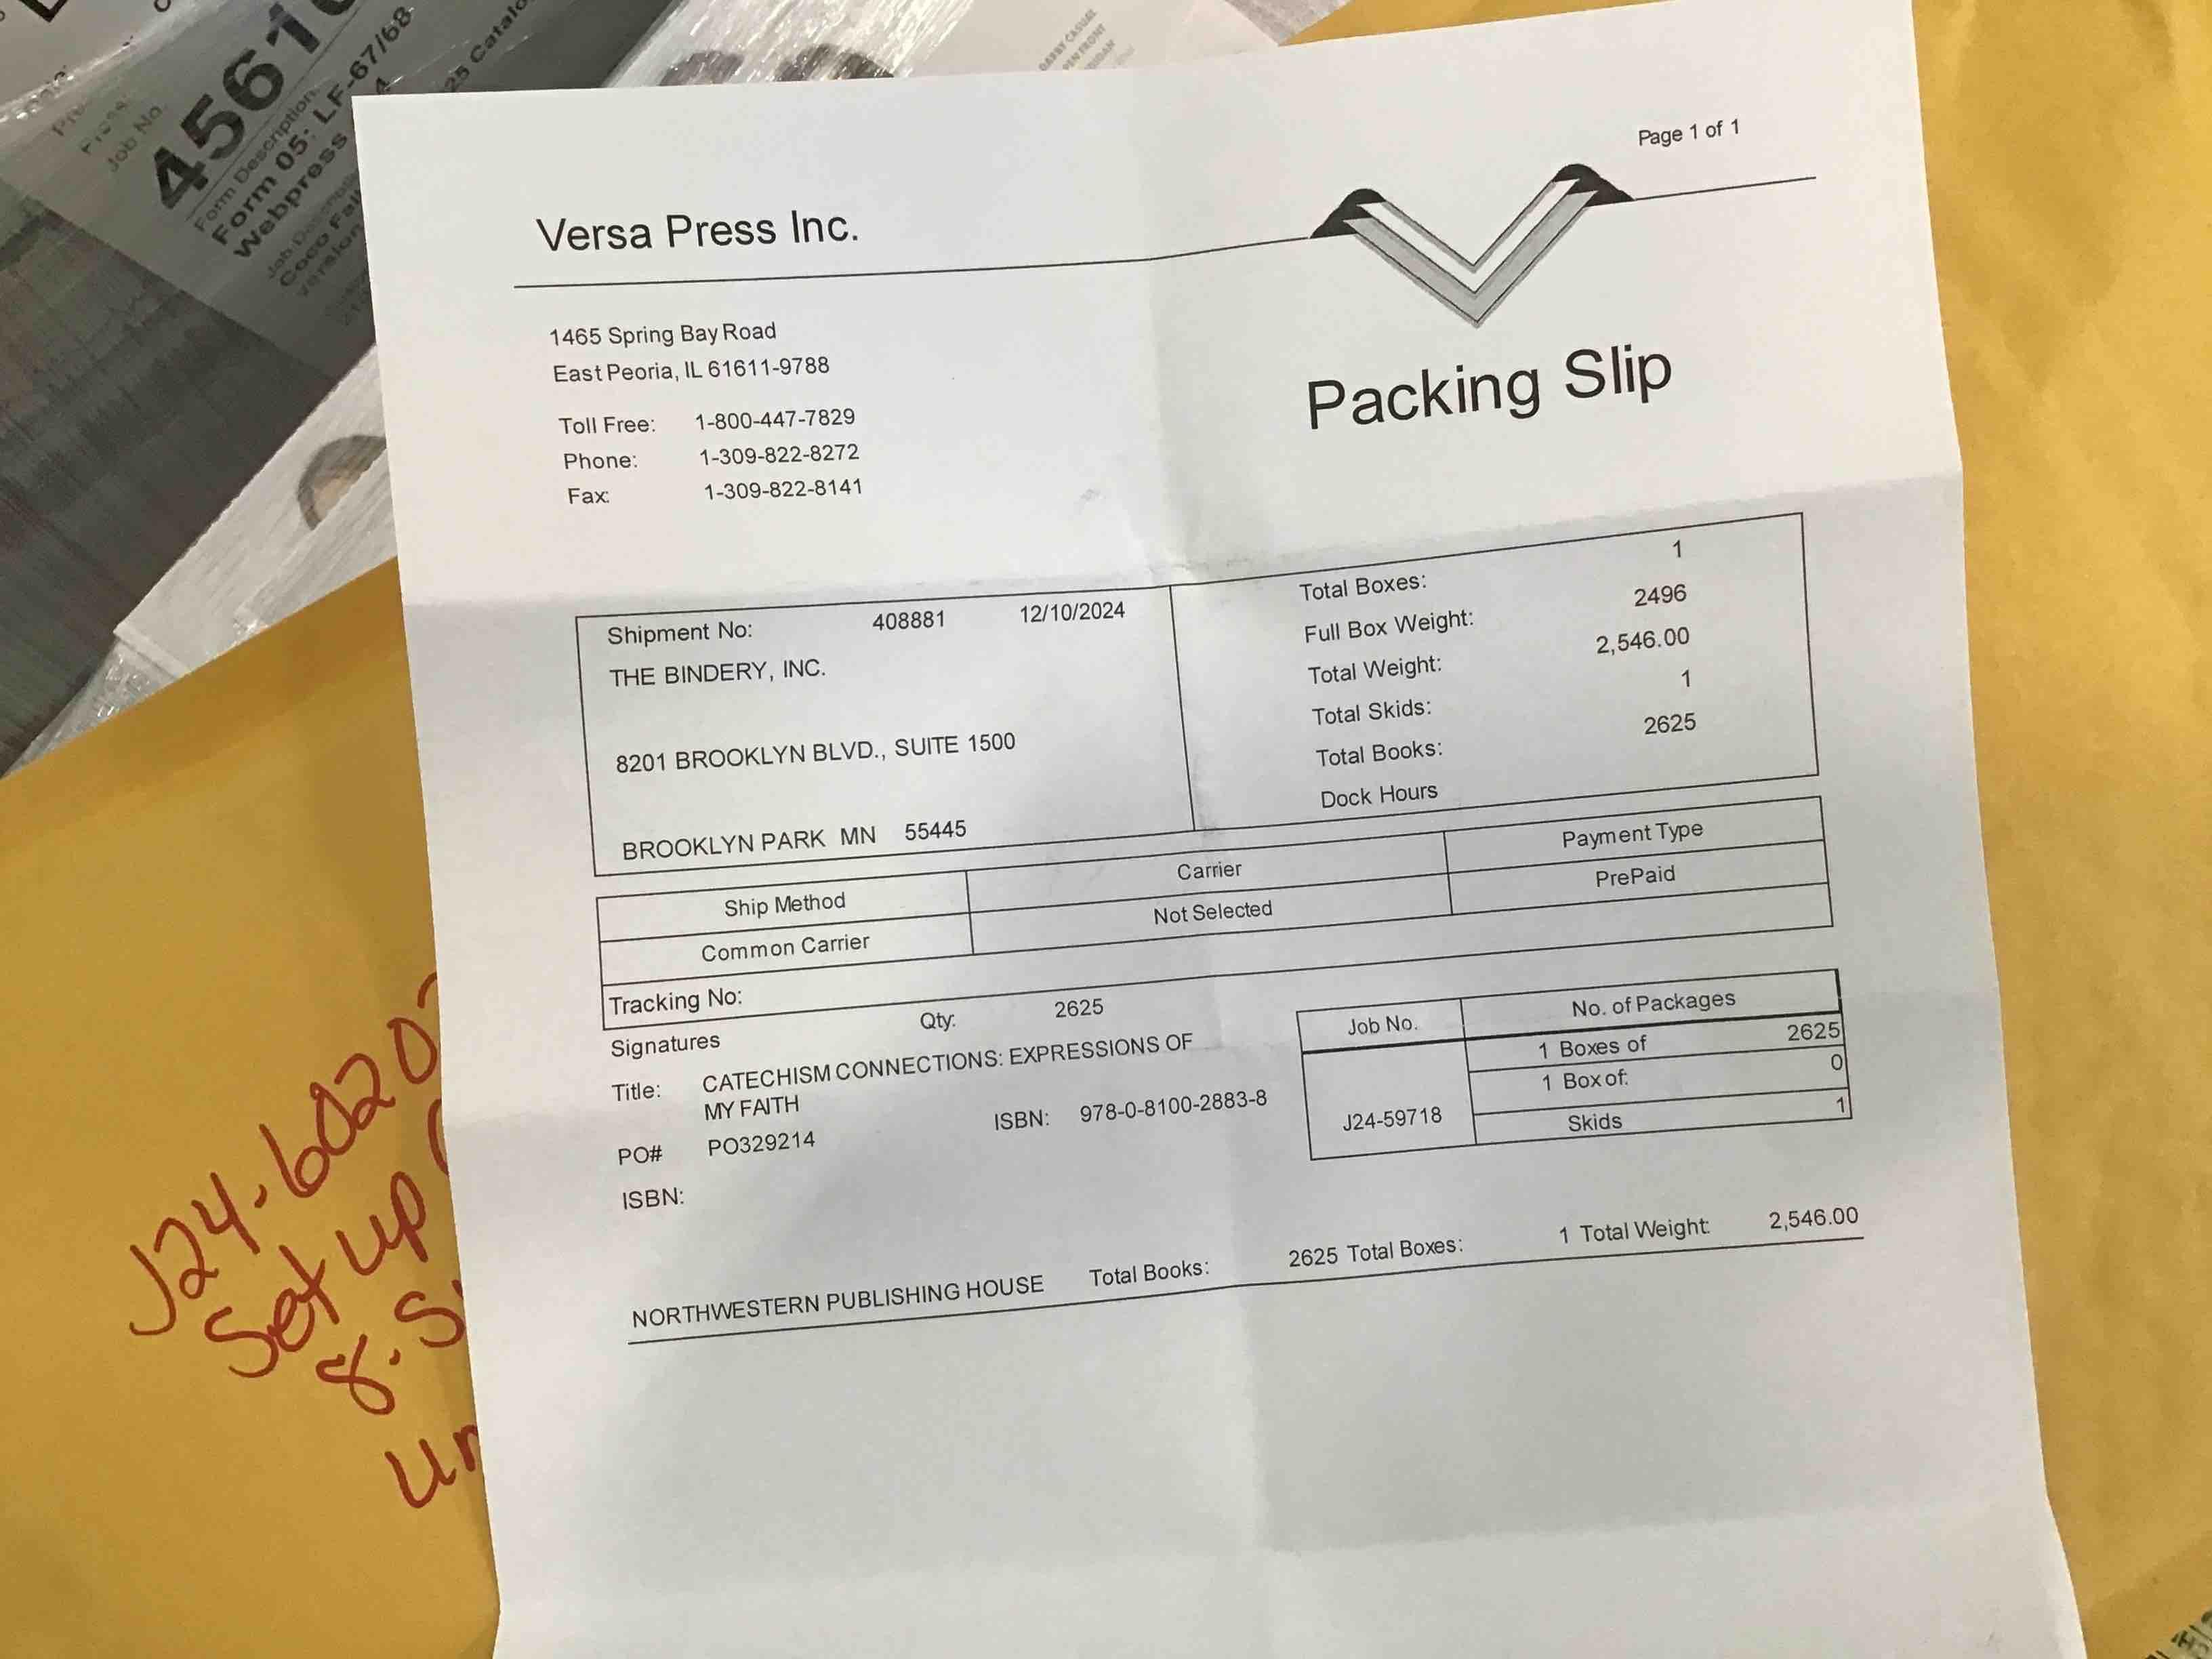 4561
Job No.
Form Description
Form 05: LF-67/68
Webpress
25 Catalo
Page 1 of 1
Versa Press Inc.
1465 Spring Bay Road
East Peoria, IL 61611-9788
Toll Free: 1-800-447-7829
Phone: 1-309-822-8272
Fax: 1-309-822-8141
Packing Slip
Shipment No: 408881 12/10/2024
THE BINDERY, INC.
8201 BROOKLYN BLVD., SUITE 1500
BROOKLYN PARK MN 55445
Total Boxes: 1
Full Box Weight: 2496
Total Weight: 2,546.00
Total Skids: 1
Total Books: 2625
Dock Hours
Ship Method Carrier Payment Type
Common Carrier Not Selected PrePaid
Tracking No:
Signatures Qty: 2625
Title: CATECHISM CONNECTIONS: EXPRESSIONS OF
MY FAITH
PO# PO329214 ISBN: 978-0-8100-2883-8
ISBN:
Job No. No. of Packages
1 Boxes of 2625
1 Box of: 0
J24-59718 Skids 1
NORTHWESTERN PUBLISHING HOUSE Total Books: 2625 Total Boxes: 1 Total Weight: 2,546.00
J24-6020
Set up
8-S
Un